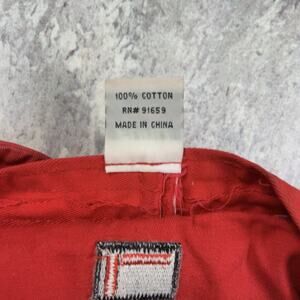 100% COTTON
RN# 91659
MADE IN CHINA